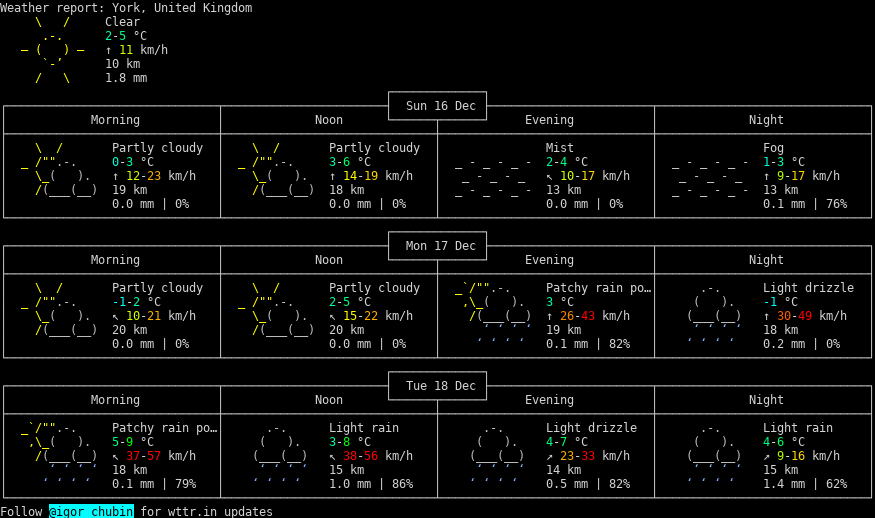 Weather report: York, United Kingdom
Clear
2-5 °C
↑ 11 km/h
10 km
1.8 mm
Sun 16 Dec
Morning Noon Evening Night
Partly cloudy Partly cloudy Mist Fog
0-3 °C 3-6 °C 2-4 °C 1-3 °C
↑ 12-23 km/h ↑ 14-19 km/h ↖ 10-17 km/h ↑ 9-17 km/h
19 km 18 km 13 km 13 km
0.0 mm | 0% 0.0 mm | 0% 0.0 mm | 0% 0.1 mm | 76%
Mon 17 Dec
Morning Noon Evening Night
Partly cloudy Partly cloudy Patchy rain po… Light drizzle
-1-2 °C 2-5 °C 3 °C -1 °C
↖ 10-21 km/h ↖ 15-22 km/h ↑ 26-43 km/h ↑ 30-49 km/h
20 km 20 km 19 km 18 km
0.0 mm | 0% 0.0 mm | 0% 0.1 mm | 82% 0.2 mm | 0%
Tue 18 Dec
Morning Noon Evening Night
Patchy rain po… Light rain Light drizzle Light rain
5-9 °C 3-8 °C 4-7 °C 4-6 °C
↖ 37-57 km/h ↖ 38-56 km/h ↗ 23-33 km/h ↗ 9-16 km/h
18 km 15 km 14 km 15 km
0.1 mm | 79% 1.0 mm | 86% 0.5 mm | 82% 1.4 mm | 62%
Follow @igor_chubin for wttr.in updates